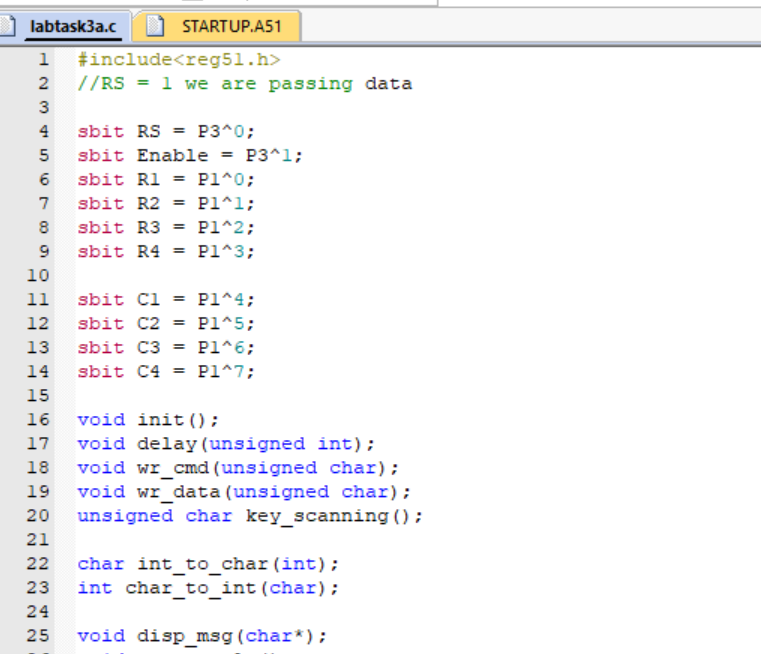 labtask3a.c
STARTUP.A51
1 #include<reg51.h>
2 //RS = 1 we are passing data
3
4 sbit RS = P3^0;
5 sbit Enable = P3^1;
6 sbit R1 = P1^0;
7 sbit R2 = P1^1;
8 sbit R3 = P1^2;
9 sbit R4 = P1^3;
10
11 sbit C1 = P1^4;
12 sbit C2 = P1^5;
13 sbit C3 = P1^6;
14 sbit C4 = P1^7;
15
16 void init();
17 void delay(unsigned int);
18 void wr_cmd(unsigned char);
19 void wr_data(unsigned char);
20 unsigned char key_scanning();
21
22 char int_to_char(int);
23 int char_to_int(char);
24
25 void disp_msg(char*);